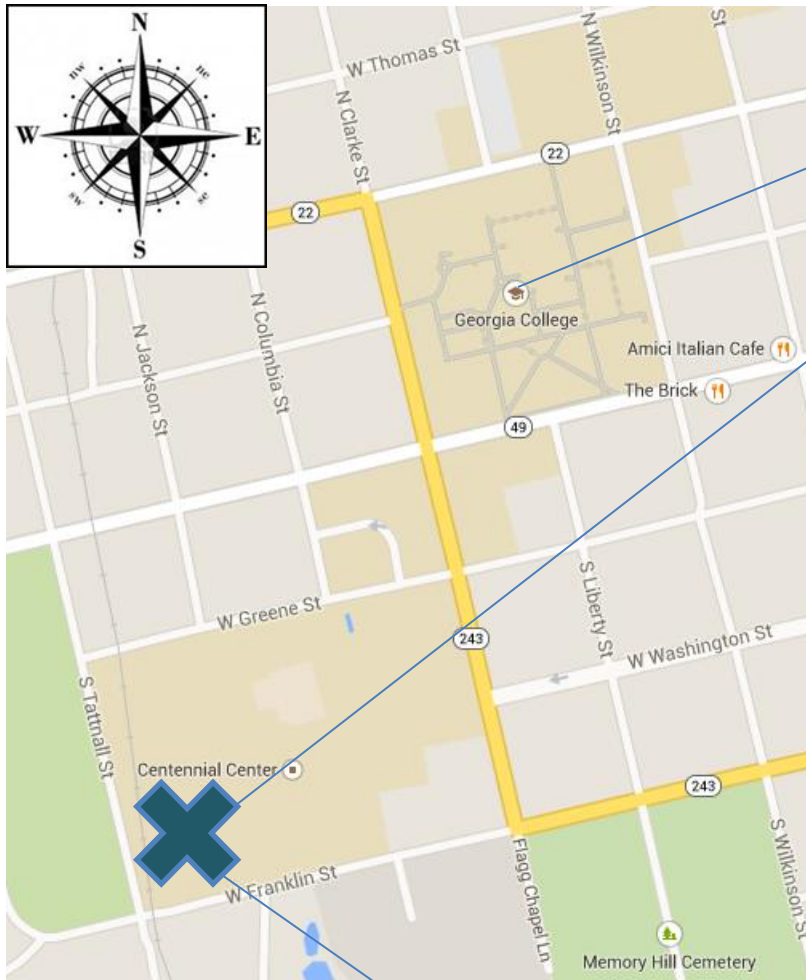 N
nw
ne
W
E
sw
se
S
W Thomas St
N Clarke St
N Wilkinson St
St
22
22
N Columbia St
N Jackson St
Georgia College
Amici Italian Cafe
The Brick
49
W Greene St
S Liberty St
243
W Washington St
S Tattnall St
Centennial Center
243
S Wilkinson St
W Franklin St
Flagg Chapel Ln
Memory Hill Cemetery